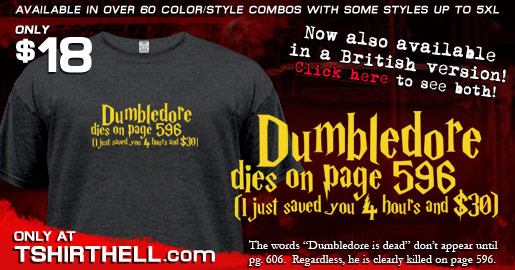 AVAILABLE IN OVER 60 COLOR/STYLE COMBOS WITH SOME STYLES UP TO 5XL
ONLY
$18
Now also available
in a British version!
Click here to see both!
Dumbledore
dies on page 596
(I just saved you 4 hours and $30)
Dumbledore
dies on page 596
(I just saved you 4 hours and $30)
ONLY AT
TSHIRTHELL.com
The words “Dumbledore is dead” don’t appear until
pg. 606.  Regardless, he is clearly killed on page 596.